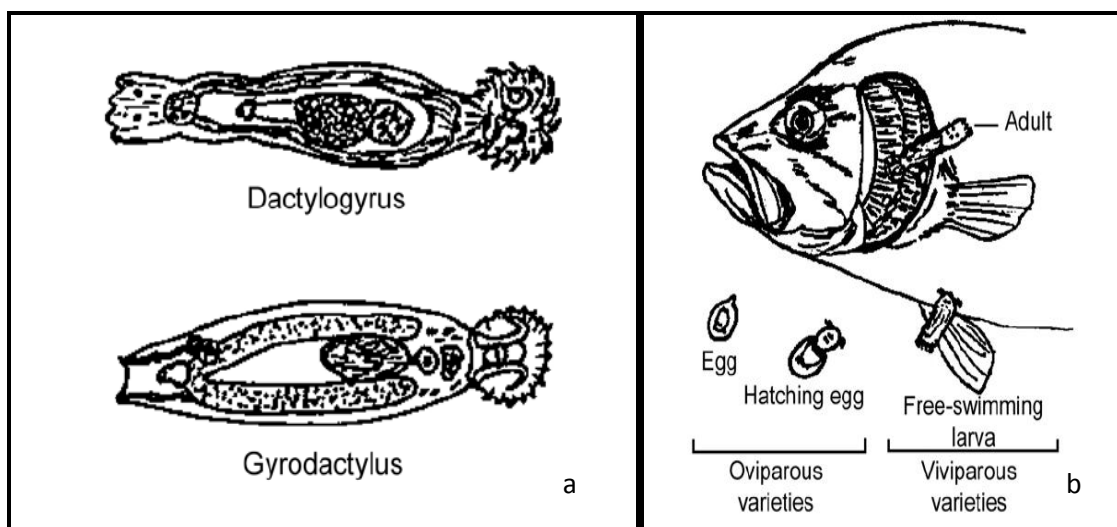 Dactylogyrus
Gyrodactylus
a
Adult
Egg
Hatching egg
Free-swimming
larva
Oviparous
varieties
Viviparous
varieties
b